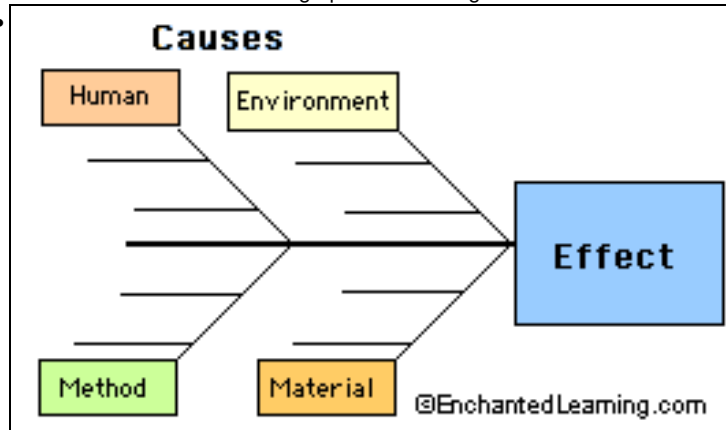 Causes
Human
Environment
Effect
Method
Material
©EnchantedLearning.com